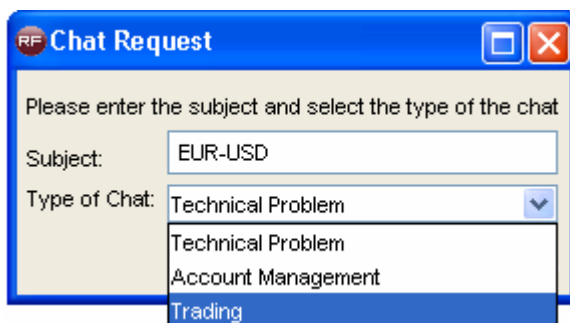 RF Chat Request
Please enter the subject and select the type of the chat
Subject: EUR-USD
Type of Chat: Technical Problem
Technical Problem
Account Management
Trading